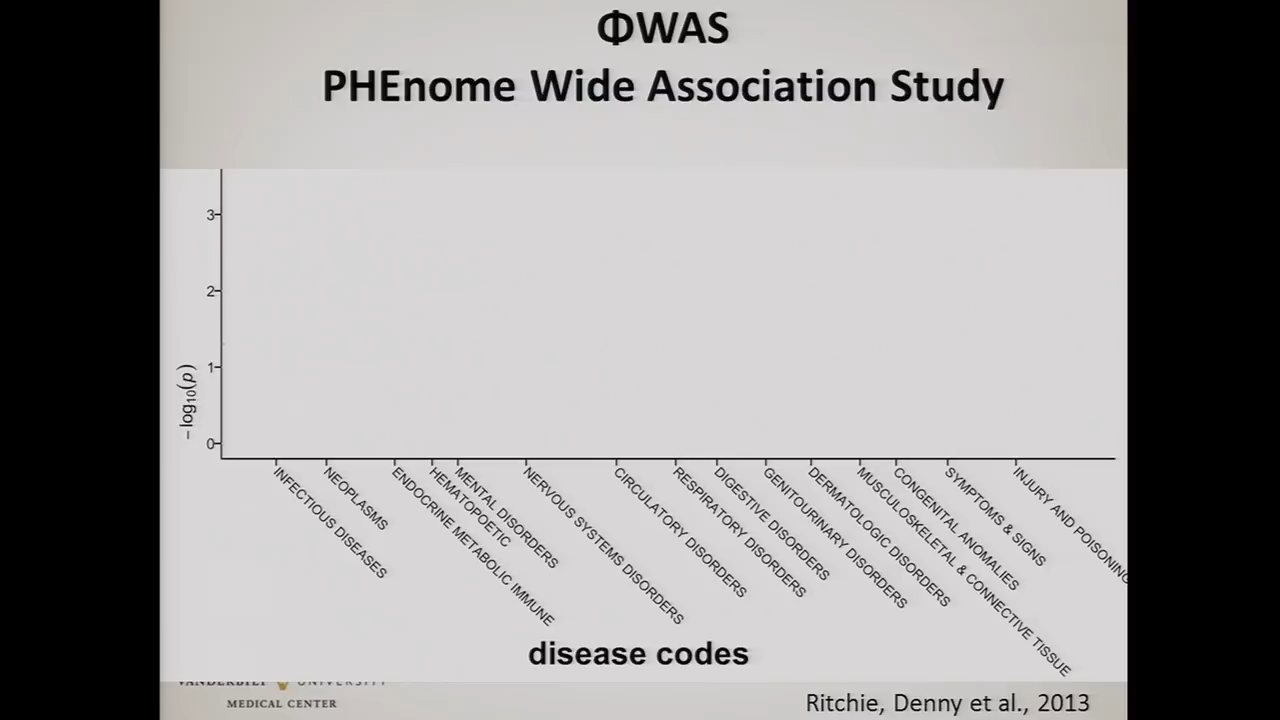 ΦWAS
PHEnome Wide Association Study
3
2
1
0
−log10(p)
INFECTIOUS DISEASES
NEOPLASMS
ENDOCRINE METABOLIC IMMUNE
HEMATOPOETIC
MENTAL DISORDERS
NERVOUS SYSTEMS DISORDERS
CIRCULATORY DISORDERS
RESPIRATORY DISORDERS
DIGESTIVE DISORDERS
GENITOURINARY DISORDERS
DERMATOLOGIC DISORDERS
MUSCULOSKELETAL & CONNECTIVE TISSUE
CONGENITAL ANOMALIES
SYMPTOMS & SIGNS
INJURY AND POISONING
disease codes
VANDERBILT UNIVERSITY
MEDICAL CENTER
Ritchie, Denny et al., 2013